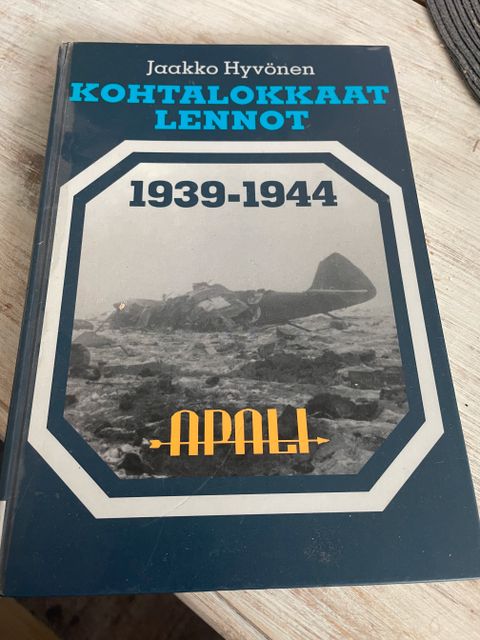 Jaakko Hyvönen
KOHTALOKKAAT
LENNOT
1939-1944
APALI